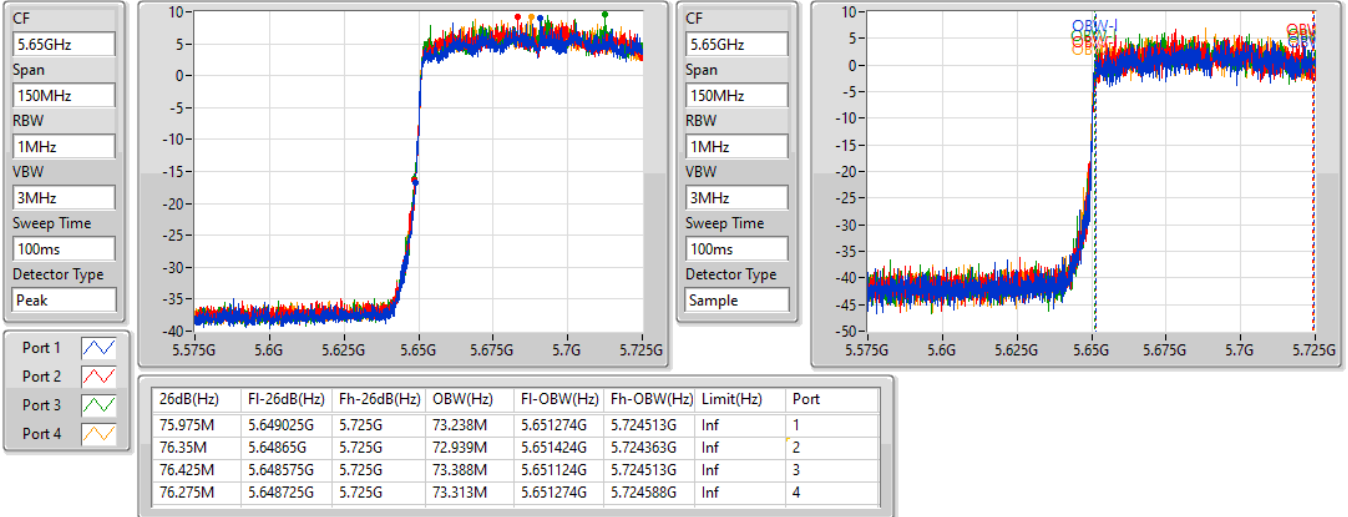 CF
5.65GHz
Span
150MHz
RBW
1MHz
VBW
3MHz
Sweep Time
100ms
Detector Type
Peak
10
5
0
-5
-10
-15
-20
-25
-30
-35
-40
5.575G 5.6G 5.625G 5.65G 5.675G 5.7G 5.725G
CF
5.65GHz
Span
150MHz
RBW
1MHz
VBW
3MHz
Sweep Time
100ms
Detector Type
Sample
10
5
0
-5
-10
-15
-20
-25
-30
-35
-40
-45
-50
OBW-l
5.575G 5.6G 5.625G 5.65G 5.675G 5.7G 5.725G
Port 1
Port 2
Port 3
Port 4
26dB(Hz) Fl-26dB(Hz) Fh-26dB(Hz) OBW(Hz) Fl-OBW(Hz) Fh-OBW(Hz) Limit(Hz) Port
75.975M 5.649025G 5.725G 73.238M 5.651274G 5.724513G Inf 1
76.35M 5.64865G 5.725G 72.939M 5.651424G 5.724363G Inf 2
76.425M 5.648575G 5.725G 73.388M 5.651124G 5.724513G Inf 3
76.275M 5.648725G 5.725G 73.313M 5.651274G 5.724588G Inf 4